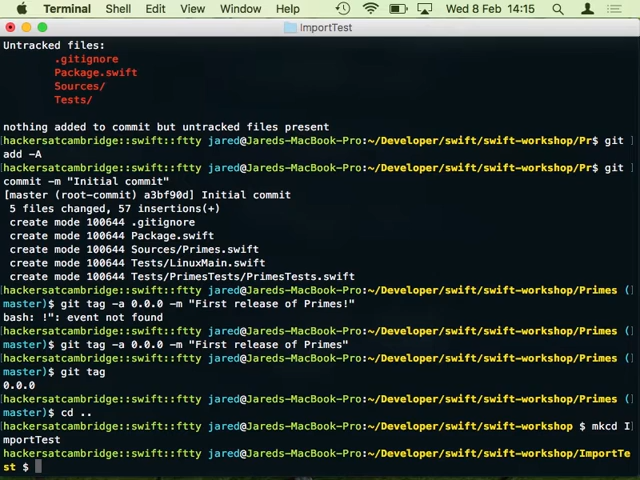 Terminal Shell Edit View Window Help Wed 8 Feb 14:15
ImportTest
Untracked files:
.gitignore
Package.swift
Sources/
Tests/
nothing added to commit but untracked files present
hackersatcambridge::swift::ftty jared@Jareds-MacBook-Pro:~/Developer/swift/swift-workshop/Pr$ git
add -A
hackersatcambridge::swift::ftty jared@Jareds-MacBook-Pro:~/Developer/swift/swift-workshop/Pr$ git
commit -m "Initial commit"
[master (root-commit) a3bf90d] Initial commit
5 files changed, 57 insertions(+)
create mode 100644 .gitignore
create mode 100644 Package.swift
create mode 100644 Sources/Primes.swift
create mode 100644 Tests/LinuxMain.swift
create mode 100644 Tests/PrimesTests/PrimesTests.swift
hackersatcambridge::swift::ftty jared@Jareds-MacBook-Pro:~/Developer/swift/swift-workshop/Primes (
master)$ git tag -a 0.0.0 -m "First release of Primes!"
bash: !": event not found
hackersatcambridge::swift::ftty jared@Jareds-MacBook-Pro:~/Developer/swift/swift-workshop/Primes (
master)$ git tag -a 0.0.0 -m "First release of Primes"
hackersatcambridge::swift::ftty jared@Jareds-MacBook-Pro:~/Developer/swift/swift-workshop/Primes (
master)$ git tag
0.0.0
hackersatcambridge::swift::ftty jared@Jareds-MacBook-Pro:~/Developer/swift/swift-workshop/Primes (
master)$ cd ..
hackersatcambridge::swift::ftty jared@Jareds-MacBook-Pro:~/Developer/swift/swift-workshop $ mkcd I
mportTest
hackersatcambridge::swift::ftty jared@Jareds-MacBook-Pro:~/Developer/swift/swift-workshop/ImportTe
st $